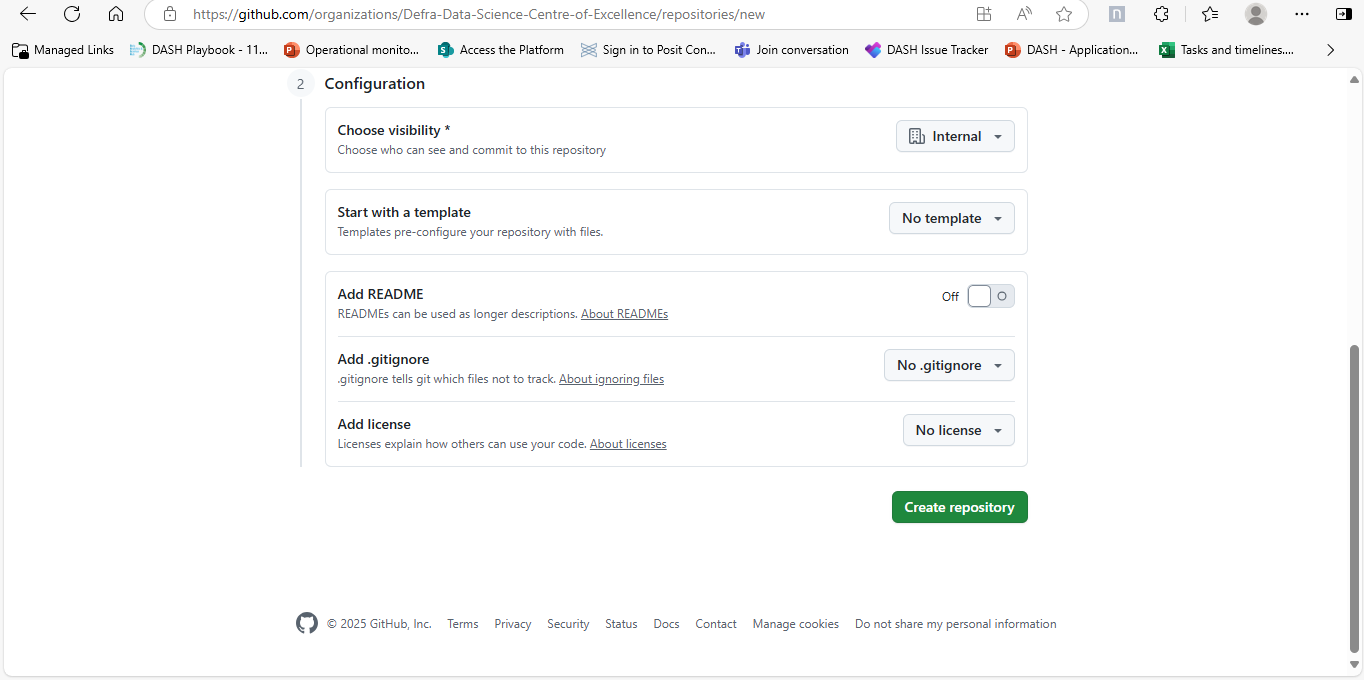 https://github.com/organizations/Defra-Data-Science-Centre-of-Excellence/repositories/new
Managed Links DASH Playbook - 11... Operational monito... Access the Platform Sign in to Posit Con... Join conversation DASH Issue Tracker DASH - Application... Tasks and timelines....
2 Configuration
Choose visibility *
Choose who can see and commit to this repository
Internal
Start with a template
Templates pre-configure your repository with files.
No template
Add README
READMEs can be used as longer descriptions. About READMEs
Off
Add .gitignore
.gitignore tells git which files not to track. About ignoring files
No .gitignore
Add license
Licenses explain how others can use your code. About licenses
No license
Create repository
© 2025 GitHub, Inc. Terms Privacy Security Status Docs Contact Manage cookies Do not share my personal information